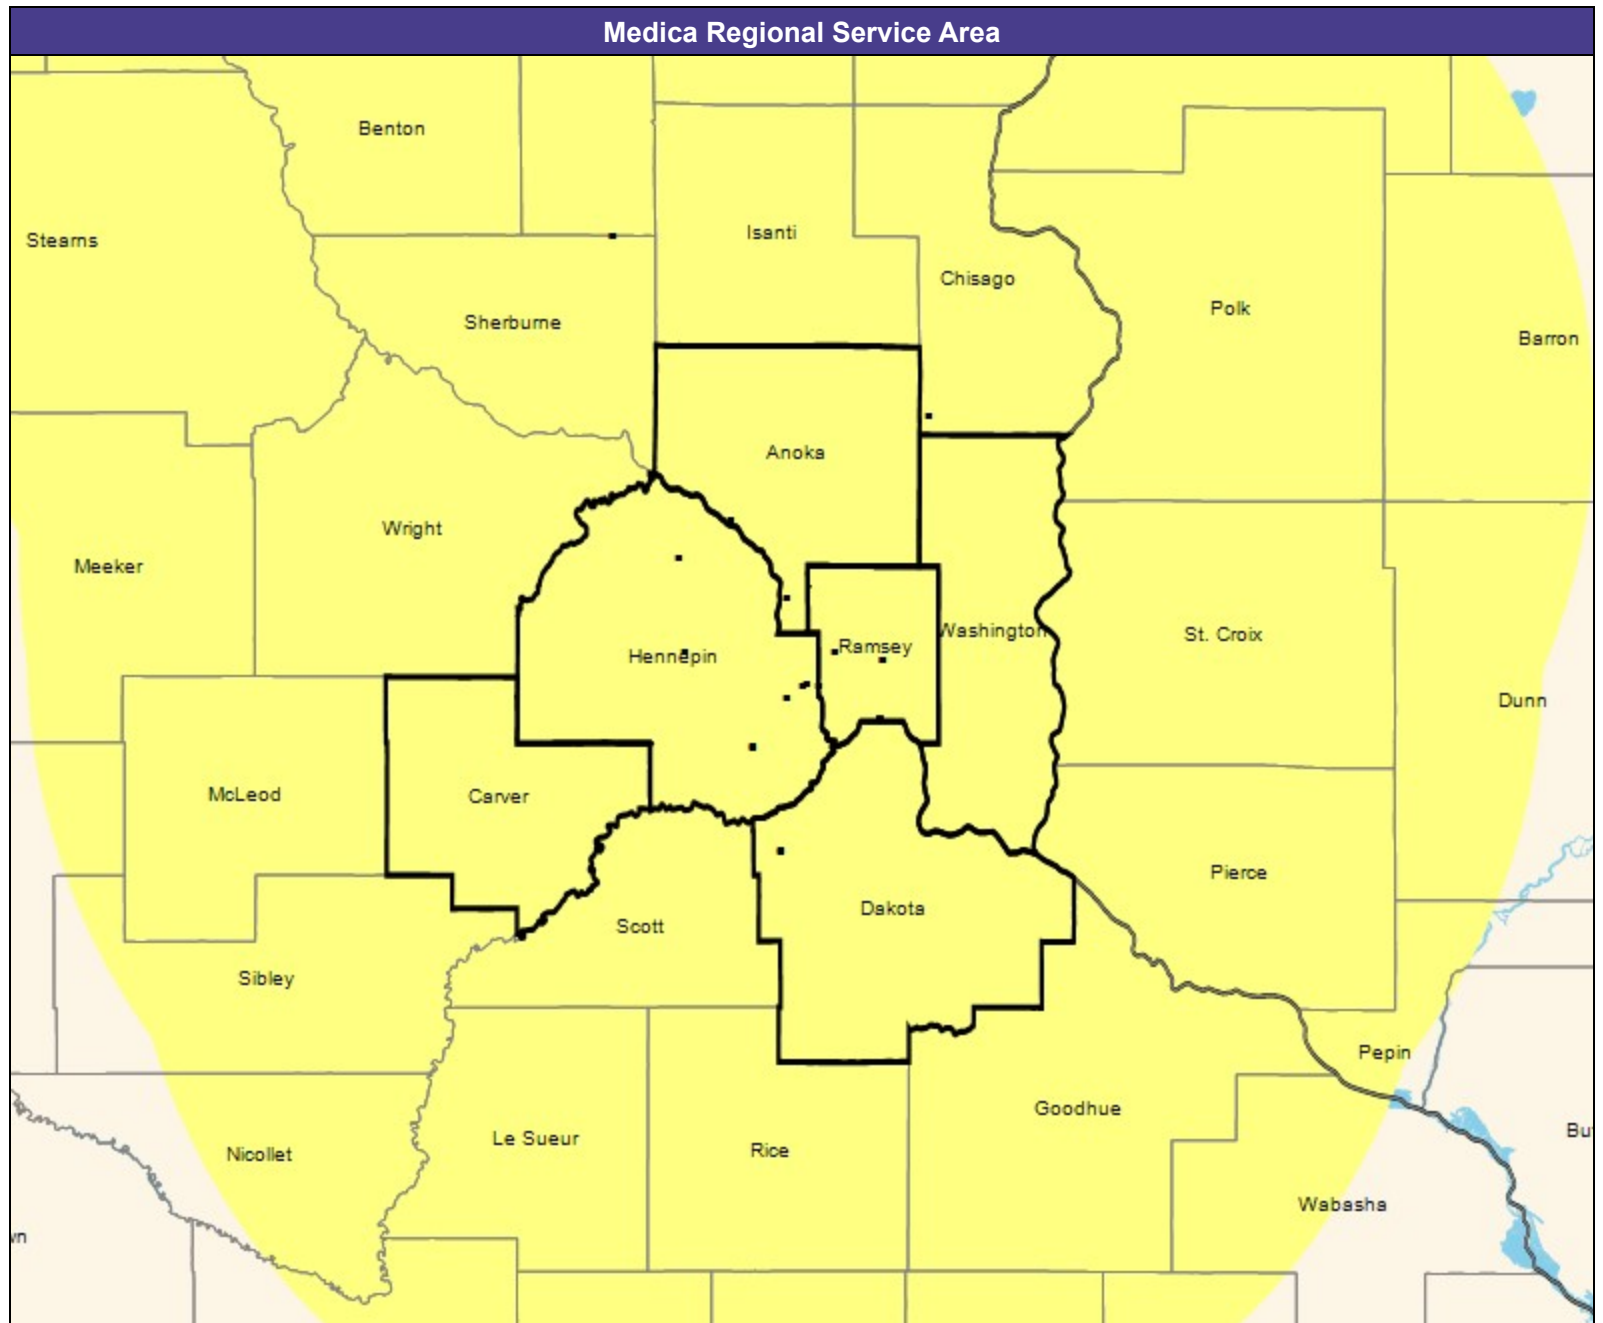 Medica Regional Service Area
Benton
Stearns
Isanti
Chisago
Polk
Sherburne
Barron
Anoka
Wright
Meeker
Washington
St. Croix
Ramsey
Hennepin
Dunn
McLeod
Carver
Pierce
Dakota
Scott
Sibley
Pepin
Goodhue
Bu
Le Sueur
Rice
Nicollet
Wabasha